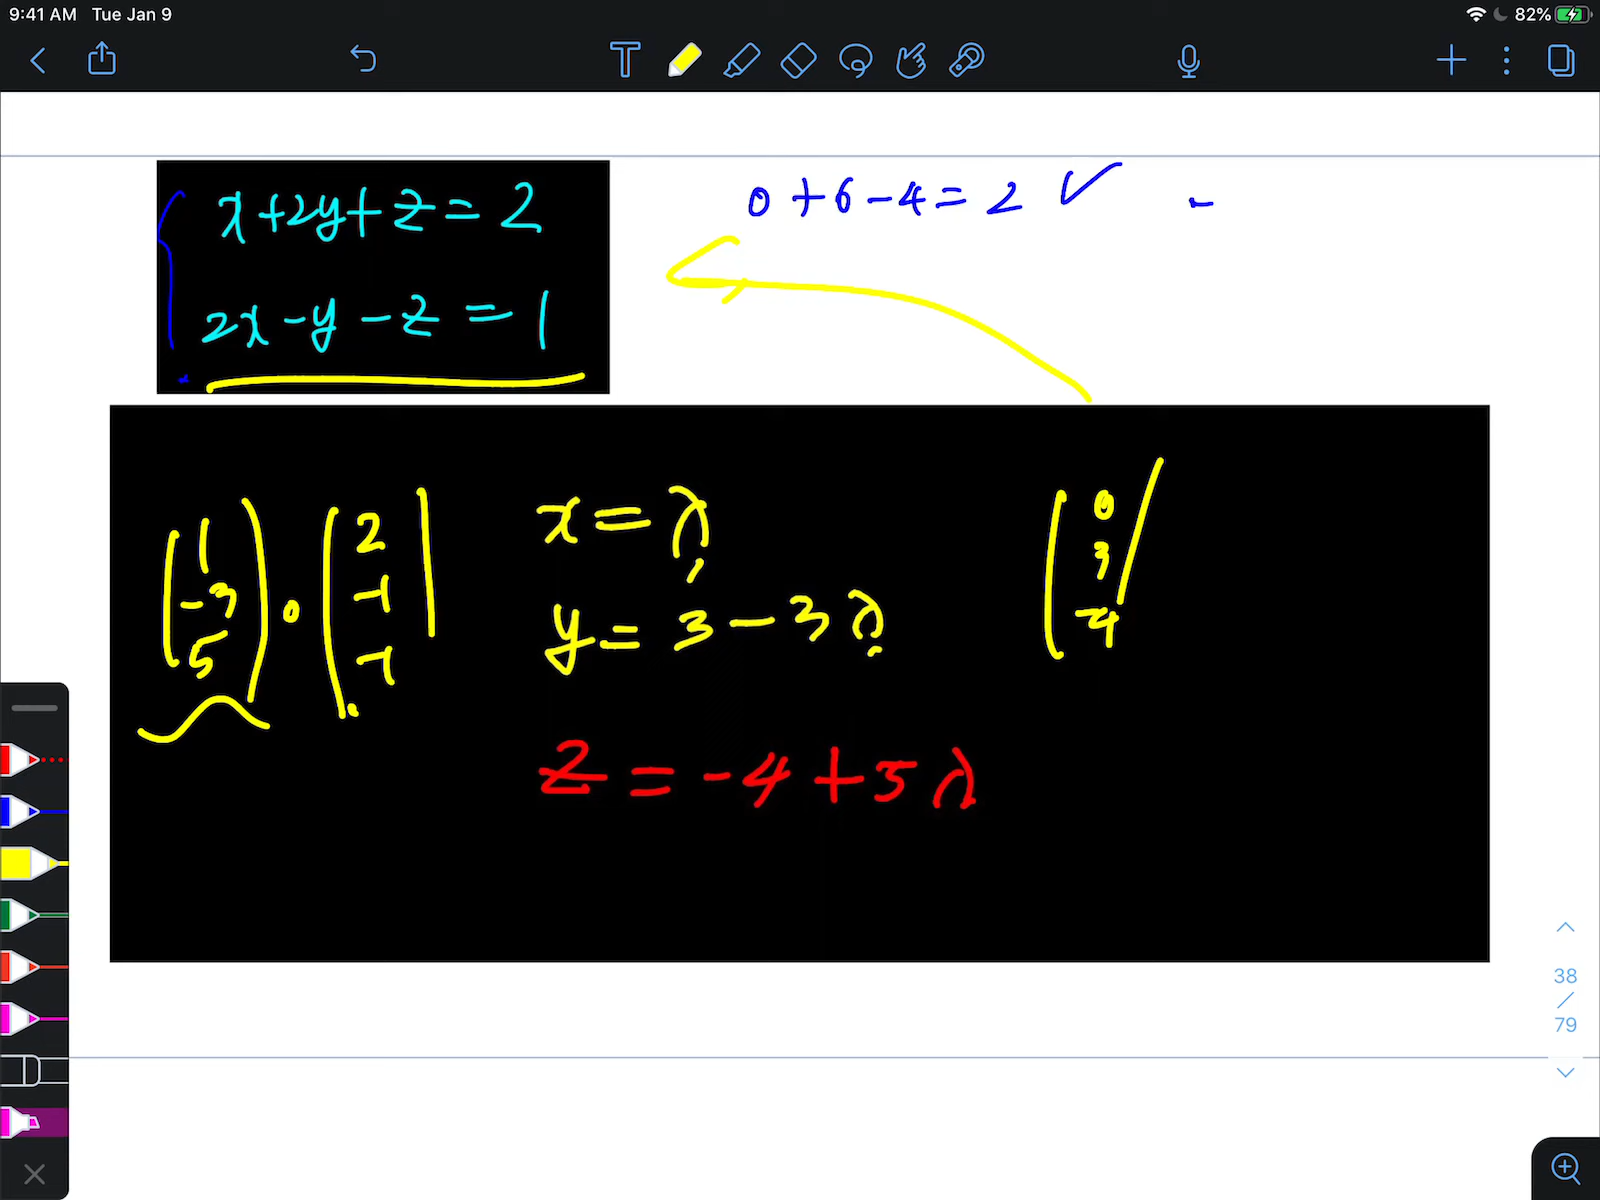 9:41 AM Tue Jan 9
82%
x+2y+z=2
2x-y-z=1
0+6-4=2 ✓ -
(1 -3 5) · (2 -1 -1)
x=λ
y=3-3λ
z=-4+5λ
(0 3 -4)
38
/
79